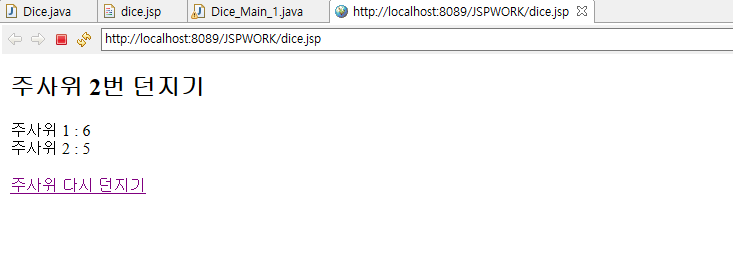 Dice.java dice.jsp Dice_Main_1.java http://localhost:8089/JSPWORK/dice.jsp
http://localhost:8089/JSPWORK/dice.jsp
주사위 2번 던지기
주사위 1 : 6
주사위 2 : 5
주사위 다시 던지기